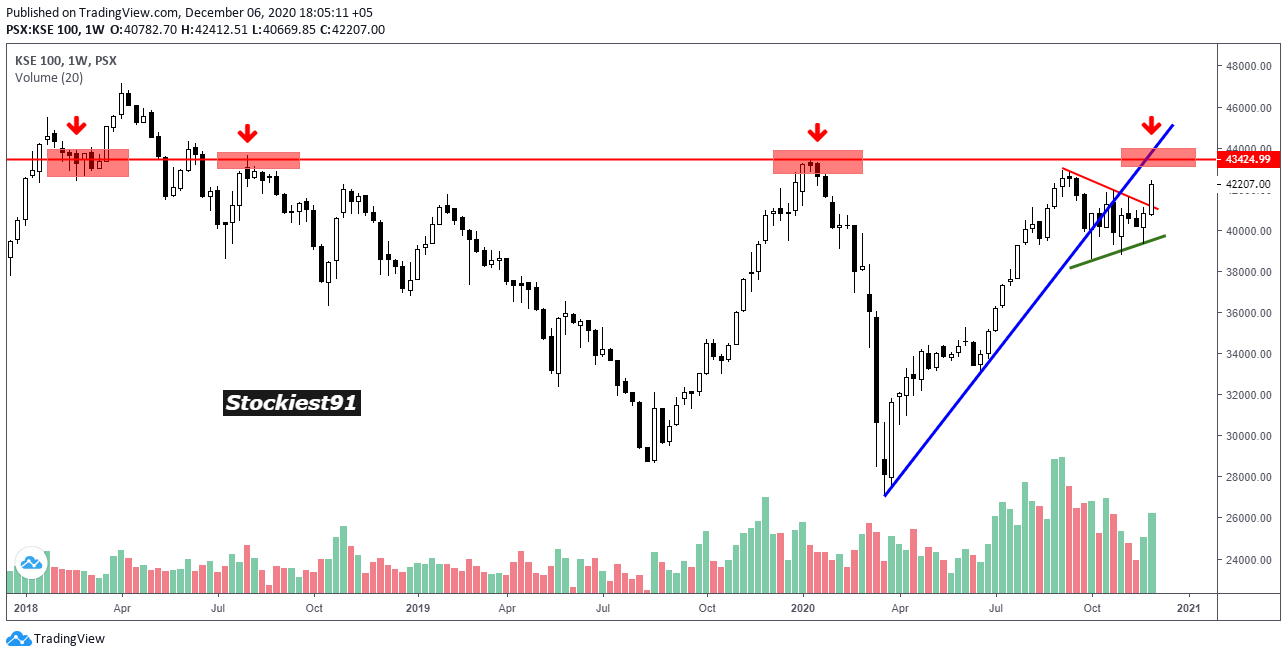 Published on TradingView.com, December 06, 2020 18:05:11 +05
PSX:KSE 100, 1W O:40782.70 H:42412.51 L:40669.85 C:42207.00
KSE 100, 1W, PSX
Volume (20)
48000.00
46000.00
44000.00
43424.99
42207.00
40000.00
38000.00
36000.00
34000.00
32000.00
30000.00
28000.00
26000.00
24000.00
Stockiest91
2018 Apr Jul Oct 2019 Apr Jul Oct 2020 Apr Jul Oct 2021
TradingView